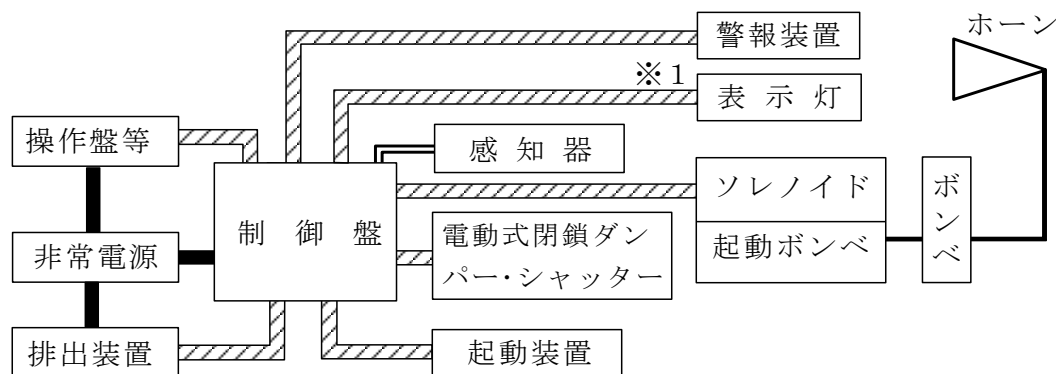 警報装置
ホーン
※1
表示灯
操作盤等
感知器
ソレノイド
ボンベ
制御盤
電動式閉鎖ダン
パー・シャッター
起動ボンベ
非常電源
排出装置
起動装置